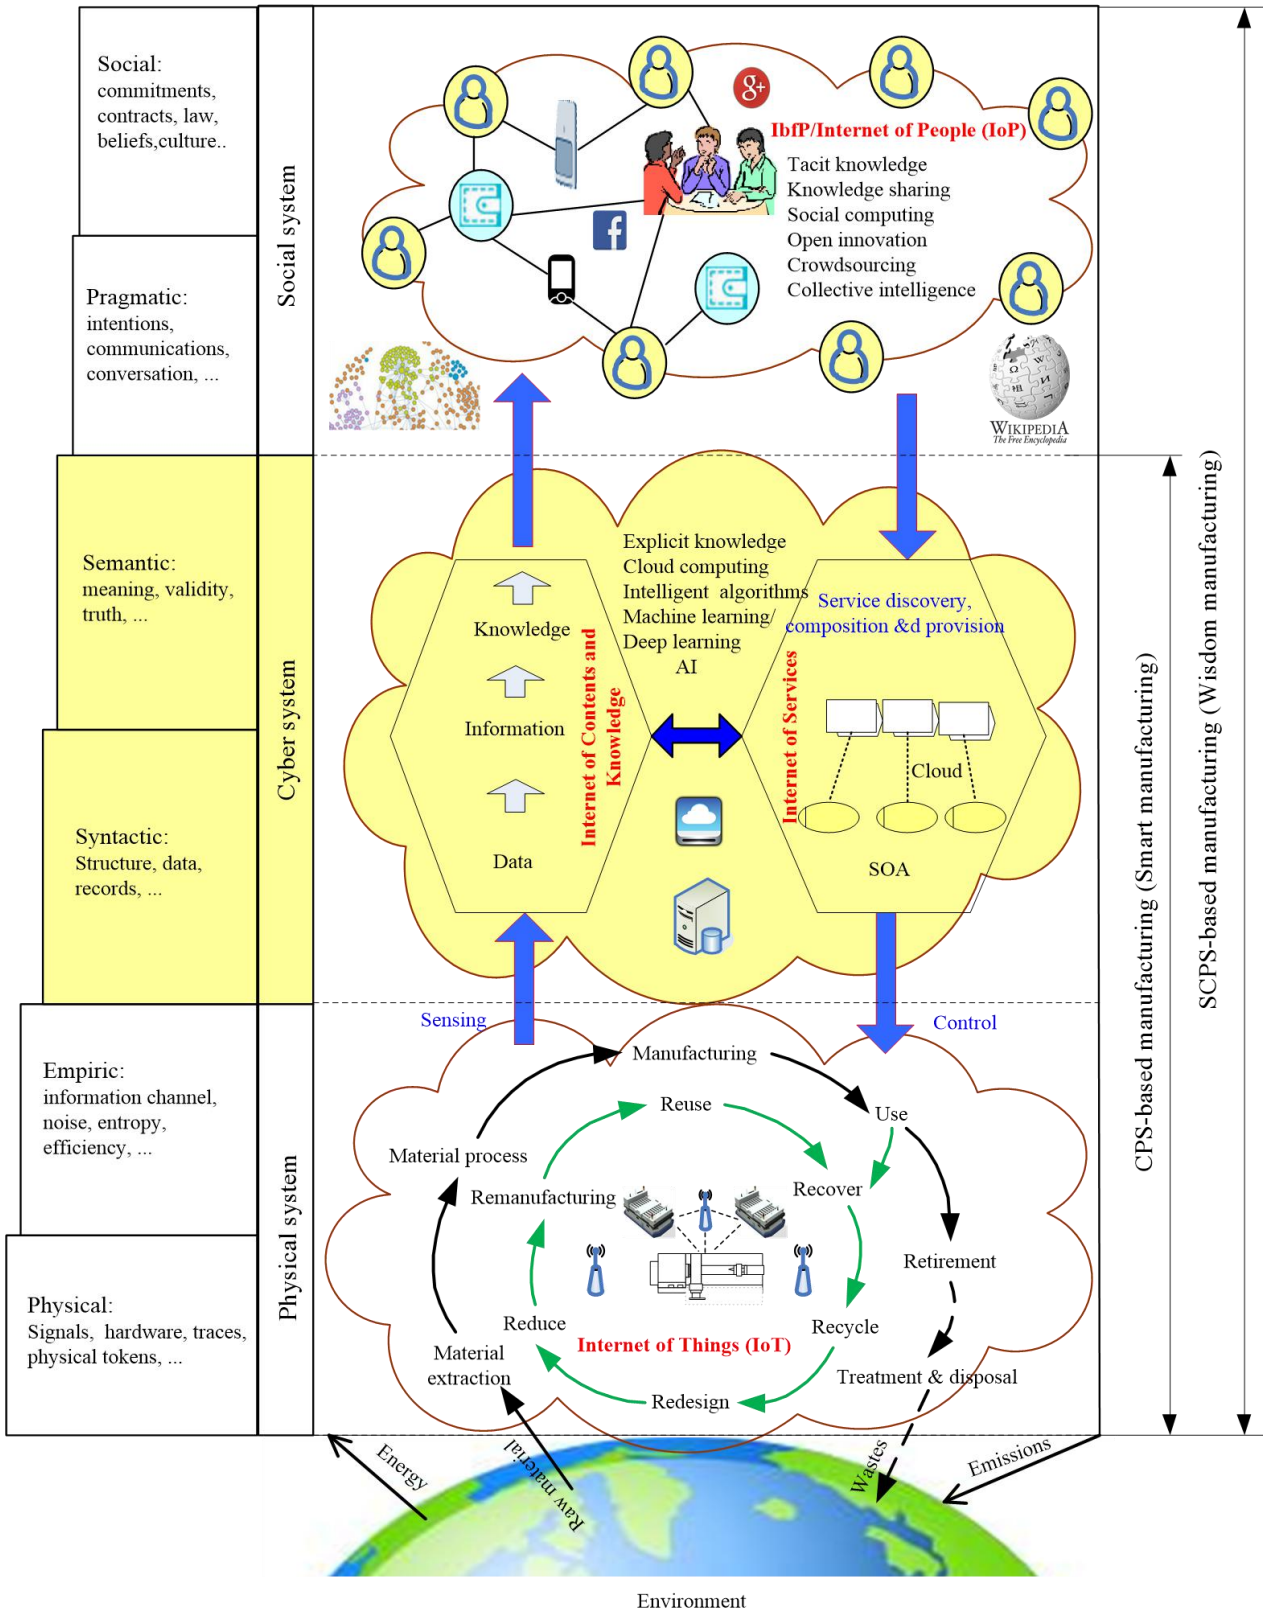 Social:
commitments,
contracts, law,
beliefs,culture..
Pragmatic:
intentions,
communications,
conversation, ...
Semantic:
meaning, validity,
truth, ...
Syntactic:
Structure, data,
records, ...
Empiric:
information channel,
noise, entropy,
efficiency, ...
Physical:
Signals, hardware, traces,
physical tokens, ...
Social system
Cyber system
Physical system
g+
IbfP/Internet of People (IoP)
Tacit knowledge
Knowledge sharing
Social computing
Open innovation
Crowdsourcing
Collective intelligence
f
WIKIPEDIA
The Free Encyclopedia
Explicit knowledge
Cloud computing
Intelligent algorithms
Machine learning/
Deep learning
AI
Knowledge
Information
Data
Internet of Contents and
Knowledge
Service discovery,
composition &d provision
Internet of Services
Cloud
SOA
Sensing
Control
Manufacturing
Reuse
Use
Material process
Remanufacturing
Recover
Retirement
Reduce
Recycle
Internet of Things (IoT)
Material
extraction
Treatment & disposal
Redesign
Energy
Raw material
Wastes
Emissions
Environment
CPS-based manufacturing (Smart manufacturing)
SCPS-based manufacturing (Wisdom manufacturing)